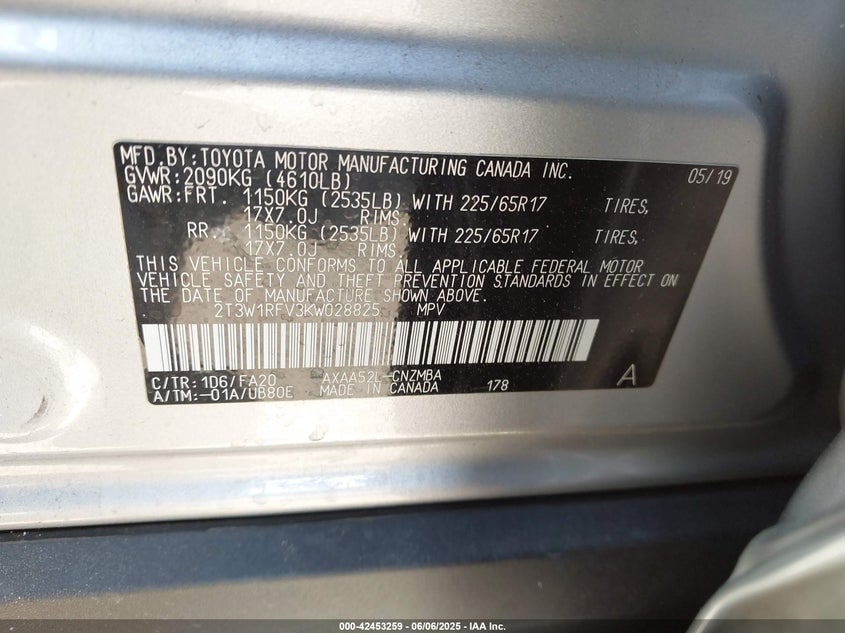 MFD.BY:TOYOTA MOTOR MANUFACTURING CANADA INC. 05/19
GVWR:2090KG (4610LB)
GAWR:FRT. 1150KG (2535LB) WITH 225/65R17 TIRES,
17X7.0J RIMS,
RR. 1150KG (2535LB) WITH 225/65R17 TIRES,
17X7.0J RIMS
THIS VEHICLE CONFORMS TO ALL APPLICABLE FEDERAL MOTOR
VEHICLE SAFETY AND THEFT PREVENTION STANDARDS IN EFFECT ON
THE DATE OF MANUFACTURE SHOWN ABOVE.
2T3W1RFV3KW028825 MPV
C/TR:1D6/FA20 AXAA52L-CNZMBA
A/TM:-01A/UB80E MADE IN CANADA 178 A
000-42453259 - 06/06/2025 - IAA Inc.